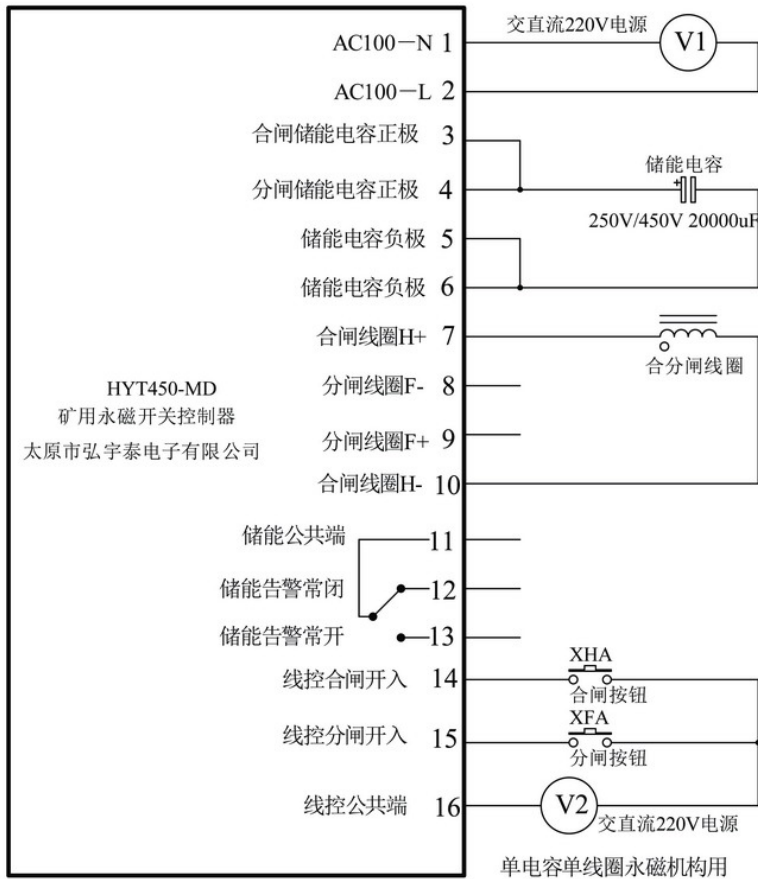 AC100－N 1
交直流220V电源
V1
AC100－L 2
合闸储能电容正极 3
分闸储能电容正极 4
储能电容
+
250V/450V 20000uF
储能电容负极 5
储能电容负极 6
合闸线圈H+ 7
合分闸线圈
HYT450-MD
矿用永磁开关控制器
太原市弘宇泰电子有限公司
分闸线圈F- 8
分闸线圈F+ 9
合闸线圈H- 10
储能公共端 11
储能告警常闭 12
储能告警常开 13
线控合闸开入 14
XHA
合闸按钮
线控分闸开入 15
XFA
分闸按钮
线控公共端 16
V2
交直流220V电源
单电容单线圈永磁机构用